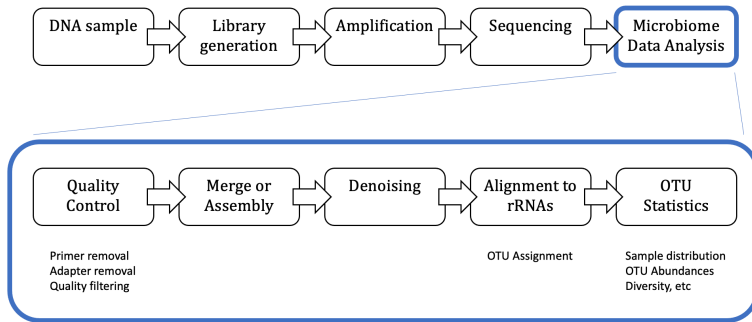 DNA sample
Library
generation
Amplification
Sequencing
Microbiome
Data Analysis
Quality
Control
Merge or
Assembly
Denoising
Alignment to
rRNAs
OTU
Statistics
Primer removal
Adapter removal
Quality filtering
OTU Assignment
Sample distribution
OTU Abundances
Diversity, etc